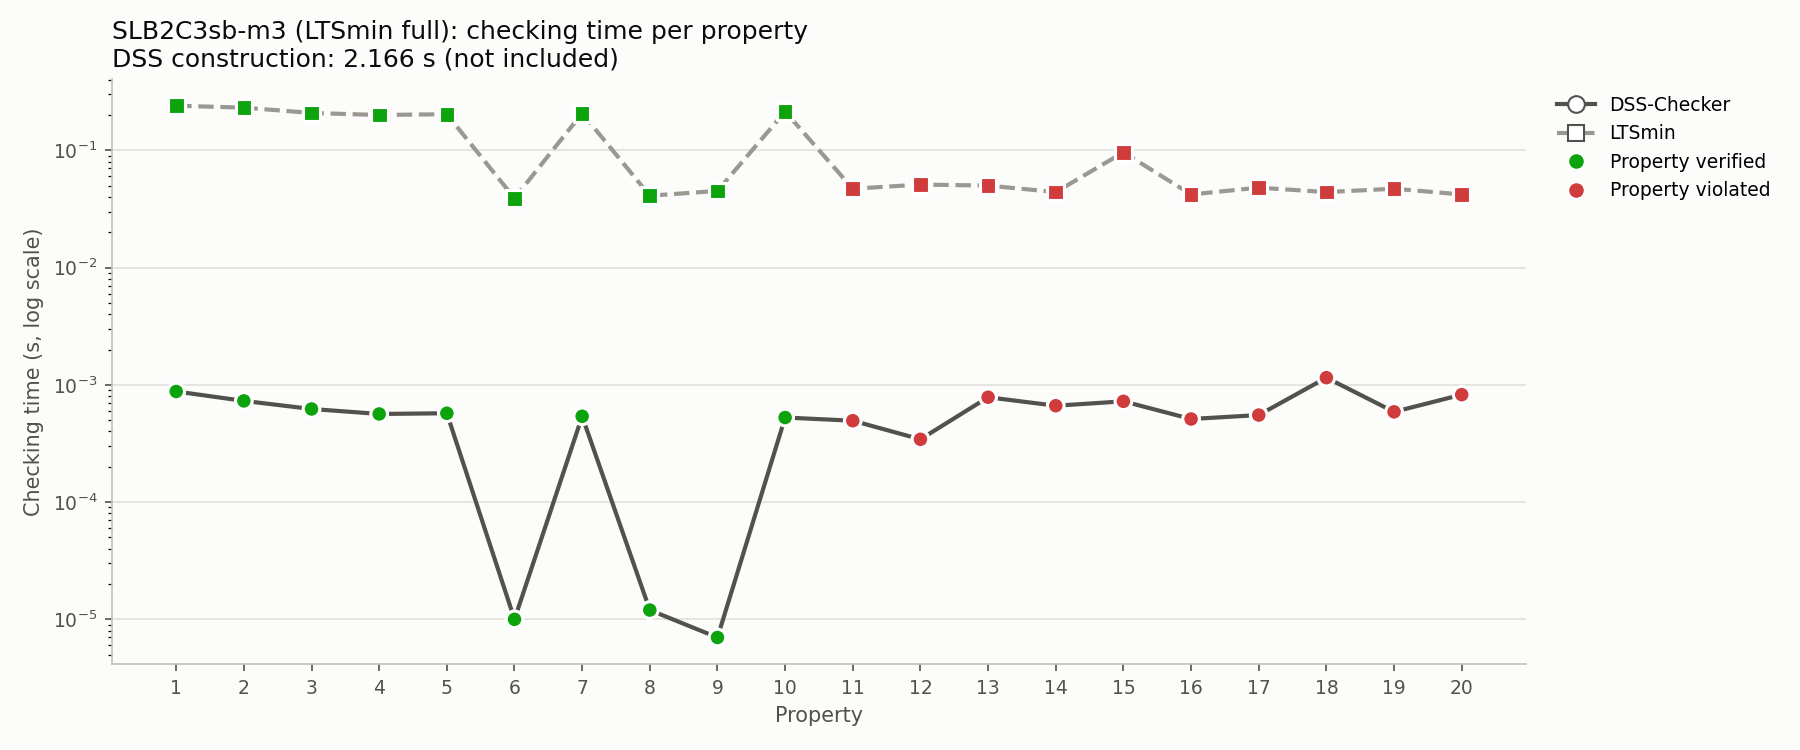 SLB2C3sb-m3 (LTSmin full): checking time per property
DSS construction: 2.166 s (not included)
DSS-Checker
LTSmin
Property verified
Property violated
Checking time (s, log scale)
10⁻¹
10⁻²
10⁻³
10⁻⁴
10⁻⁵
1 2 3 4 5 6 7 8 9 10 11 12 13 14 15 16 17 18 19 20
Property